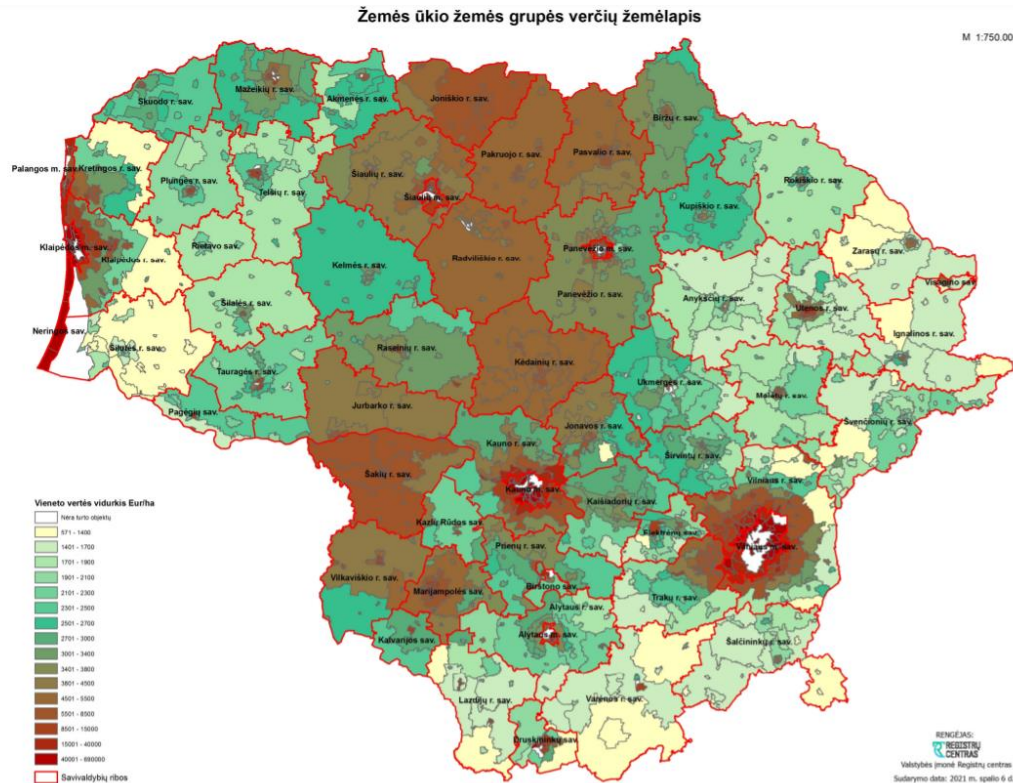 Žemės ūkio žemės grupės verčių žemėlapis
M 1:750.00
Skuodo r. sav.
Mažeikių r. sav.
Akmenės r. sav.
Joniškio r. sav.
Pakruojo r. sav.
Pasvalio r. sav.
Biržų r. sav.
Palangos m. sav.
Kretingos r. sav.
Plungės r. sav.
Telšių r. sav.
Šiaulių r. sav.
Šiaulių m. sav.
Rokiškio r. sav.
Kupiškio r. sav.
Klaipėdos m. sav.
Klaipėdos r. sav.
Rietavo sav.
Kelmės r. sav.
Radviliškio r. sav.
Panevėžio m. sav.
Panevėžio r. sav.
Zarasų r. sav.
Visagino sav.
Anykščių r. sav.
Utenos r. sav.
Neringos sav.
Šilutės r. sav.
Šilalės r. sav.
Raseinių r. sav.
Kėdainių r. sav.
Ignalinos r. sav.
Tauragės r. sav.
Pagėgių sav.
Jurbarko r. sav.
Ukmergės r. sav.
Molėtų r. sav.
Švenčionių r. sav.
Jonavos r. sav.
Kauno r. sav.
Širvintų r. sav.
Šakių r. sav.
Kauno m. sav.
Kaišiadorių r. sav.
Vilniaus r. sav.
Kazlų Rūdos sav.
Elektrėnų sav.
Vilniaus m. sav.
Prienų r. sav.
Vilkaviškio r. sav.
Marijampolės sav.
Birštono sav.
Trakų r. sav.
Alytaus r. sav.
Alytaus m. sav.
Kalvarijos sav.
Šalčininkų r. sav.
Lazdijų r. sav.
Varėnos r. sav.
Druskininkų sav.
Vieneto vertės vidurkis Eur/ha
Nėra turto objektų
571 - 1400
1401 - 1700
1701 - 1900
1901 - 2100
2101 - 2300
2301 - 2500
2501 - 2700
2701 - 3000
3001 - 3400
3401 - 3800
3801 - 4500
4501 - 5500
5501 - 8500
8501 - 15000
15001 - 40000
40001 - 690000
Savivaldybių ribos
RENGĖJAS:
REGISTRŲ
CENTRAS
Valstybės įmonė Registrų centras
Sudarymo data: 2021 m. spalio 6 d.